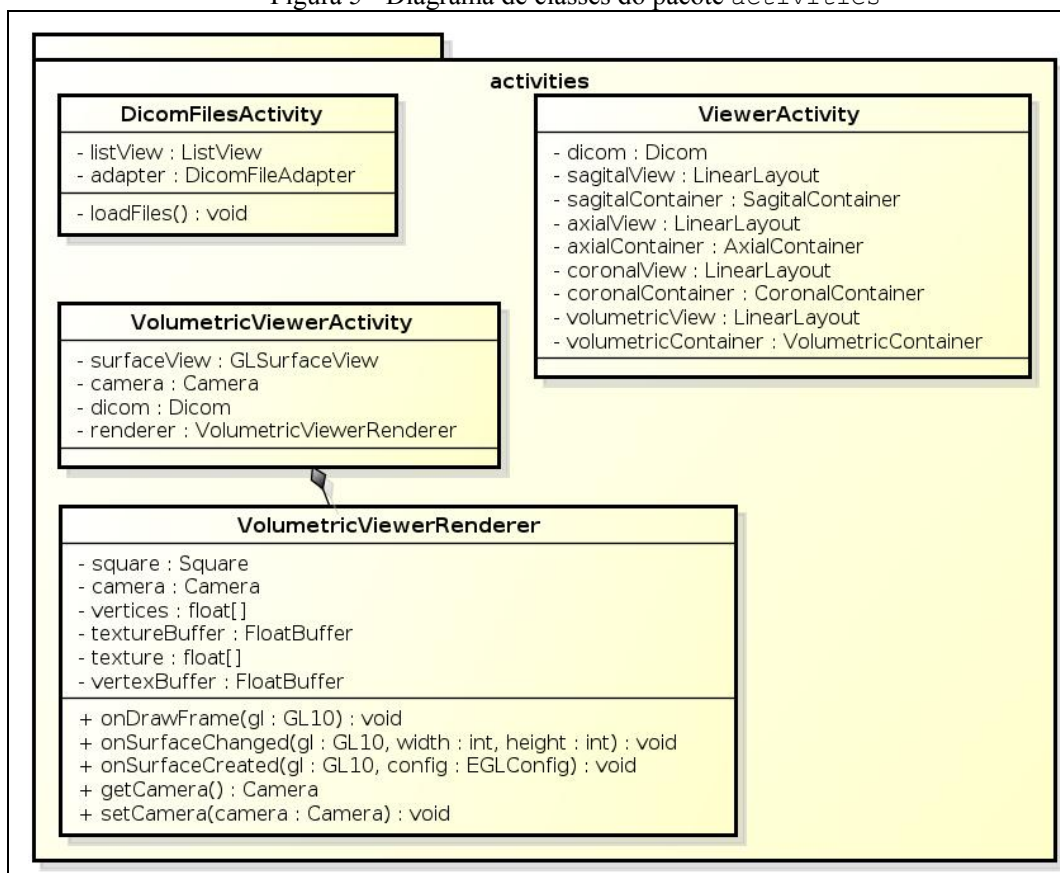 Figura 5 - Diagrama de classes do pacote activities
activities
DicomFilesActivity
- listView : ListView
- adapter : DicomFileAdapter
- loadFiles() : void
ViewerActivity
- dicom : Dicom
- sagitalView : LinearLayout
- sagitalContainer : SagitalContainer
- axialView : LinearLayout
- axialContainer : AxialContainer
- coronalView : LinearLayout
- coronalContainer : CoronalContainer
- volumetricView : LinearLayout
- volumetricContainer : VolumetricContainer
VolumetricViewerActivity
- surfaceView : GLSurfaceView
- camera : Camera
- dicom : Dicom
- renderer : VolumetricViewerRenderer
VolumetricViewerRenderer
- square : Square
- camera : Camera
- vertices : float[]
- textureBuffer : FloatBuffer
- texture : float[]
- vertexBuffer : FloatBuffer
+ onDrawFrame(gl : GL10) : void
+ onSurfaceChanged(gl : GL10, width : int, height : int) : void
+ onSurfaceCreated(gl : GL10, config : EGLConfig) : void
+ getCamera() : Camera
+ setCamera(camera : Camera) : void